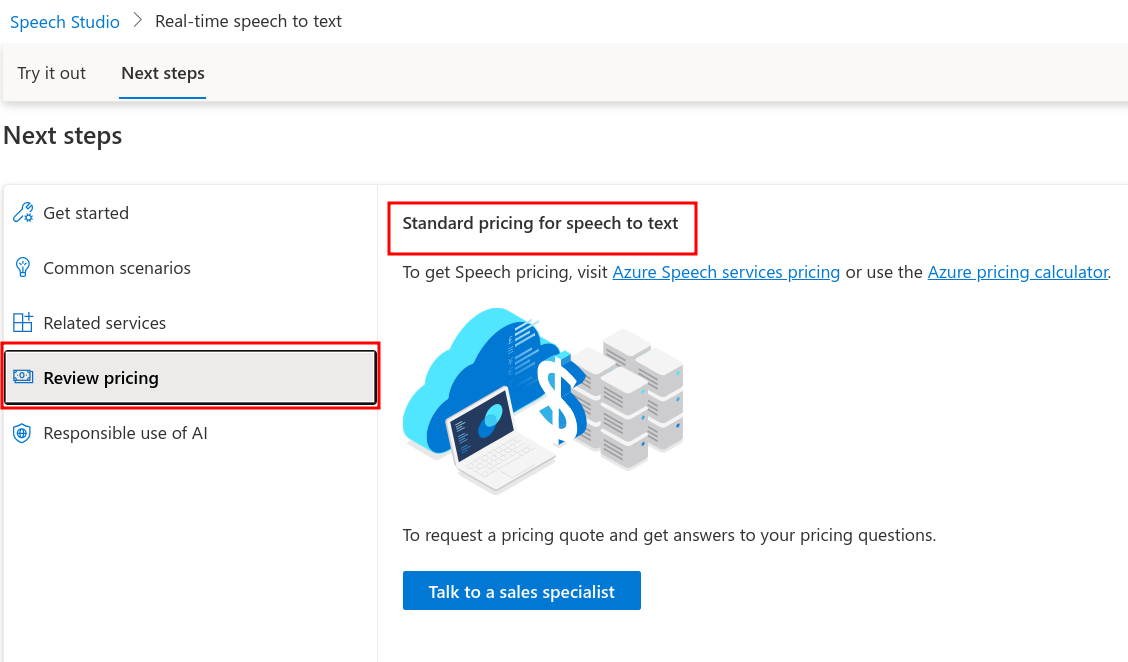 Speech Studio > Real-time speech to text
Try it out Next steps
Next steps
Get started
Common scenarios
Related services
Review pricing
Responsible use of AI
Standard pricing for speech to text
To get Speech pricing, visit Azure Speech services pricing or use the Azure pricing calculator.
To request a pricing quote and get answers to your pricing questions.
Talk to a sales specialist